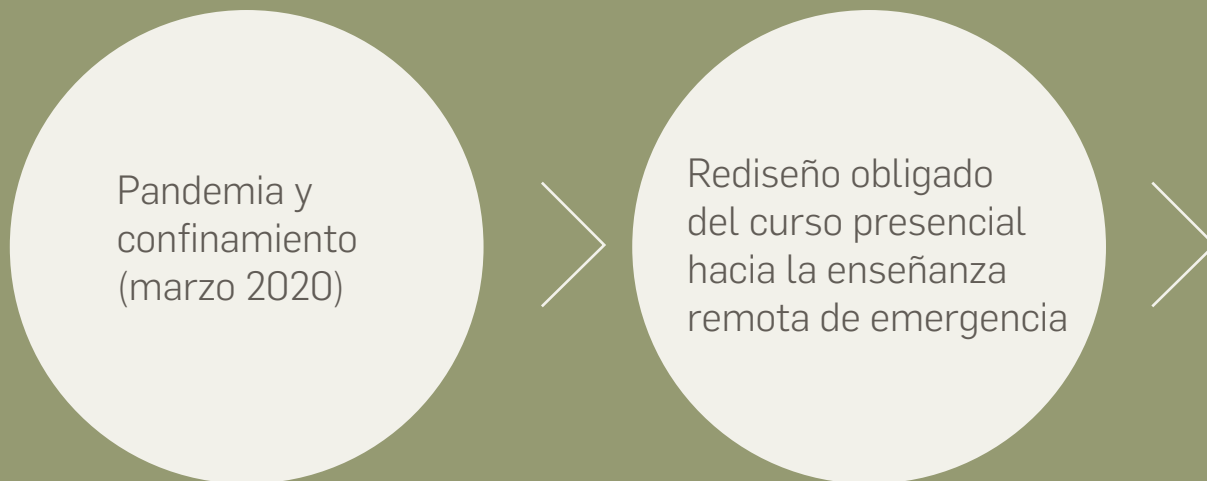 Pandemia y
confinamiento
(marzo 2020)
Rediseño obligado
del curso presencial
hacia la enseñanza
remota de emergencia